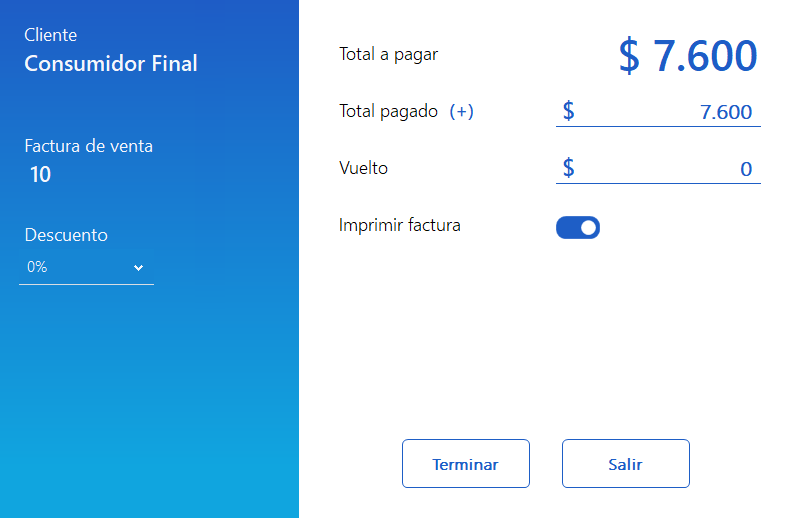 Cliente
Consumidor Final
Factura de venta
10
Descuento
0%
Total a pagar $ 7.600
Total pagado (+) $ 7.600
Vuelto $ 0
Imprimir factura
Terminar Salir